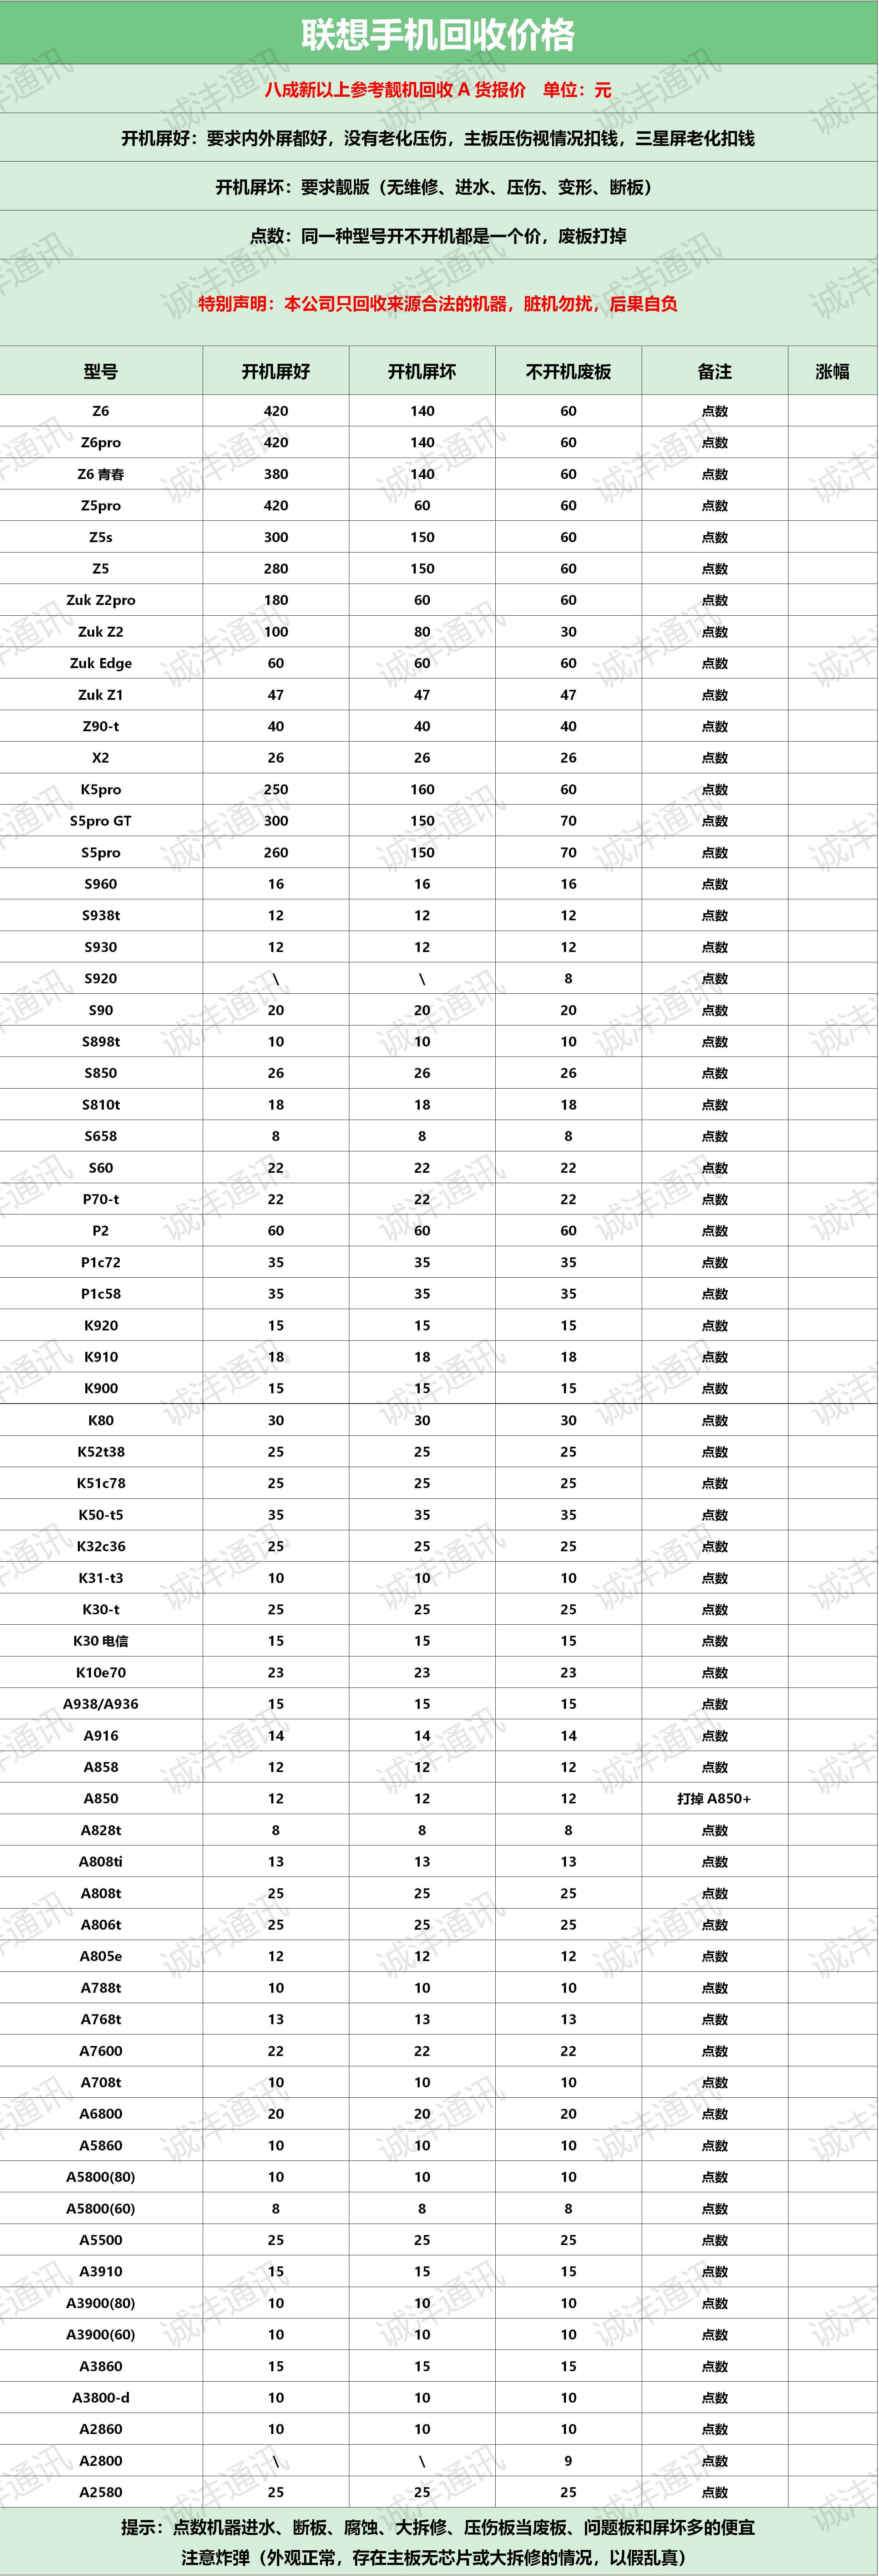 联想手机回收价格
八成新以上参考靓机回收 A 货报价 单位：元
开机屏好：要求内外屏都好，没有老化压伤，主板压伤视情况扣钱，三星屏老化扣钱
开机屏坏：要求靓版（无维修、进水、压伤、变形、断板）
点数：同一种型号开不开机都是一个价，废板打掉
特别声明：本公司只回收来源合法的机器，脏机勿扰，后果自负
型号 开机屏好 开机屏坏 不开机废板 备注 涨幅
Z6 420 140 60 点数
Z6pro 420 140 60 点数
Z6 青春 380 140 60 点数
Z5pro 420 60 60 点数
Z5s 300 150 60 点数
Z5 280 150 60 点数
Zuk Z2pro 180 60 60 点数
Zuk Z2 100 80 30 点数
Zuk Edge 60 60 60 点数
Zuk Z1 47 47 47 点数
Z90-t 40 40 40 点数
X2 26 26 26 点数
K5pro 250 160 60 点数
S5pro GT 300 150 70 点数
S5pro 260 150 70 点数
S960 16 16 16 点数
S938t 12 12 12 点数
S930 12 12 12 点数
S920 \ \ 8 点数
S90 20 20 20 点数
S898t 10 10 10 点数
S850 26 26 26 点数
S810t 18 18 18 点数
S658 8 8 8 点数
S60 22 22 22 点数
P70-t 22 22 22 点数
P2 60 60 60 点数
P1c72 35 35 35 点数
P1c58 35 35 35 点数
K920 15 15 15 点数
K910 18 18 18 点数
K900 15 15 15 点数
K80 30 30 30 点数
K52t38 25 25 25 点数
K51c78 25 25 25 点数
K50-t5 35 35 35 点数
K32c36 25 25 25 点数
K31-t3 10 10 10 点数
K30-t 25 25 25 点数
K30 电信 15 15 15 点数
K10e70 23 23 23 点数
A938/A936 15 15 15 点数
A916 14 14 14 点数
A858 12 12 12 点数
A850 12 12 12 打掉 A850+
A828t 8 8 8 点数
A808ti 13 13 13 点数
A808t 25 25 25 点数
A806t 25 25 25 点数
A805e 12 12 12 点数
A788t 10 10 10 点数
A768t 13 13 13 点数
A7600 22 22 22 点数
A708t 10 10 10 点数
A6800 20 20 20 点数
A5860 10 10 10 点数
A5800(80) 10 10 10 点数
A5800(60) 8 8 8 点数
A5500 25 25 25 点数
A3910 15 15 15 点数
A3900(80) 10 10 10 点数
A3900(60) 10 10 10 点数
A3860 15 15 15 点数
A3800-d 10 10 10 点数
A2860 10 10 10 点数
A2800 \ \ 9 点数
A2580 25 25 25 点数
提示：点数机器进水、断板、腐蚀、大拆修、压伤板当废板、问题板和屏坏多的便宜
注意炸弹（外观正常，存在主板无芯片或大拆修的情况，以假乱真）
诚沣通讯